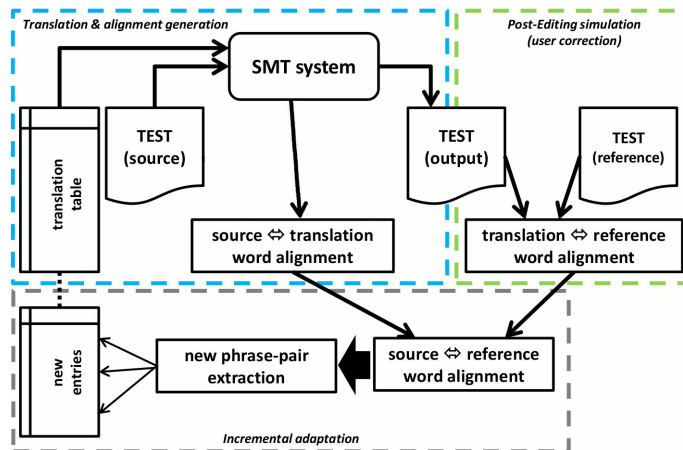 Translation & alignment generation
Post-Editing simulation
(user correction)
SMT system
translation
table
TEST
(source)
TEST
(output)
TEST
(reference)
source ⇔ translation
word alignment
translation ⇔ reference
word alignment
new
entries
new phrase-pair
extraction
source ⇔ reference
word alignment
Incremental adaptation